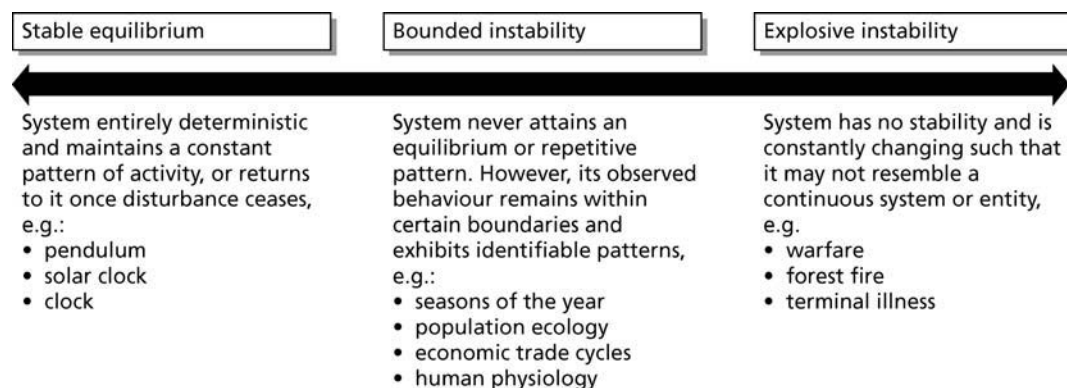 Stable equilibrium
Bounded instability
Explosive instability
System entirely deterministic
and maintains a constant
pattern of activity, or returns
to it once disturbance ceases,
e.g.:
• pendulum
• solar clock
• clock
System never attains an
equilibrium or repetitive
pattern. However, its observed
behaviour remains within
certain boundaries and
exhibits identifiable patterns,
e.g.:
• seasons of the year
• population ecology
• economic trade cycles
• human physiology
System has no stability and is
constantly changing such that
it may not resemble a
continuous system or entity,
e.g.
• warfare
• forest fire
• terminal illness